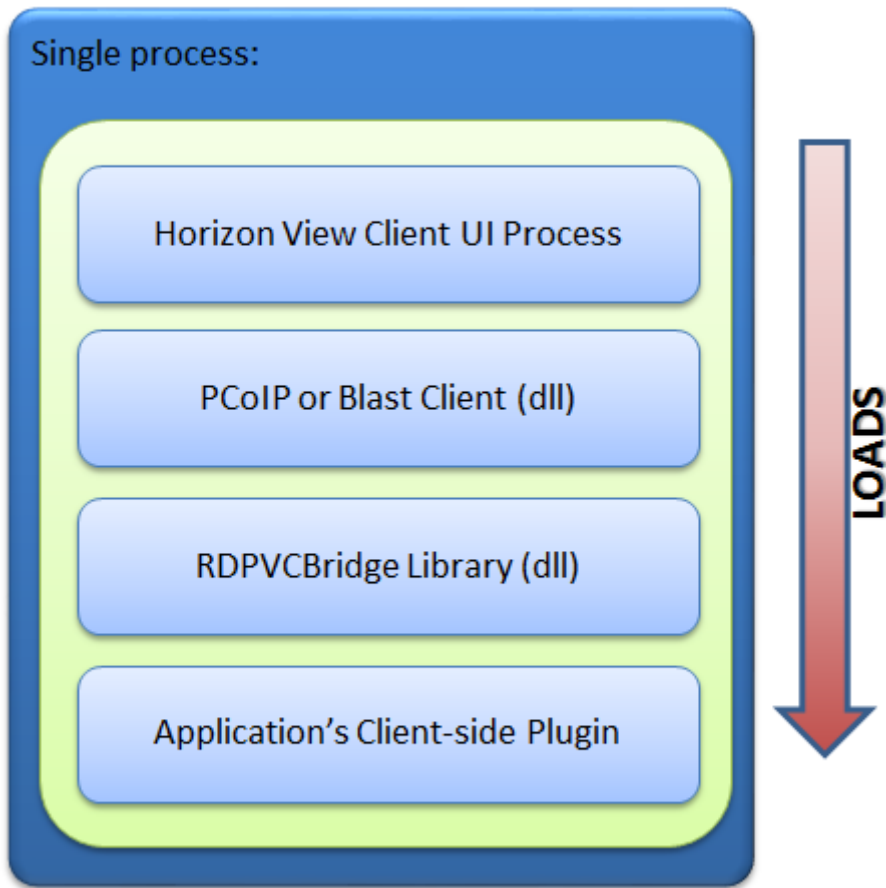 Single process:
Horizon View Client UI Process
PCoIP or Blast Client (dll)
RDPVCBridge Library (dll)
Application’s Client-side Plugin
LOADS